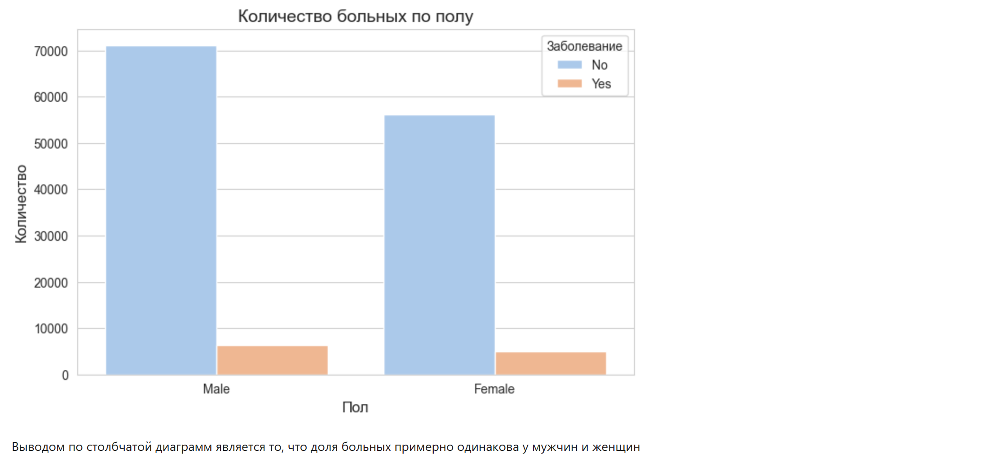 Количество больных по полу
Заболевание
No
Yes
70000
60000
50000
40000
30000
20000
10000
0
Количество
Male
Female
Пол
Выводом по столбчатой диаграмм является то, что доля больных примерно одинакова у мужчин и женщин